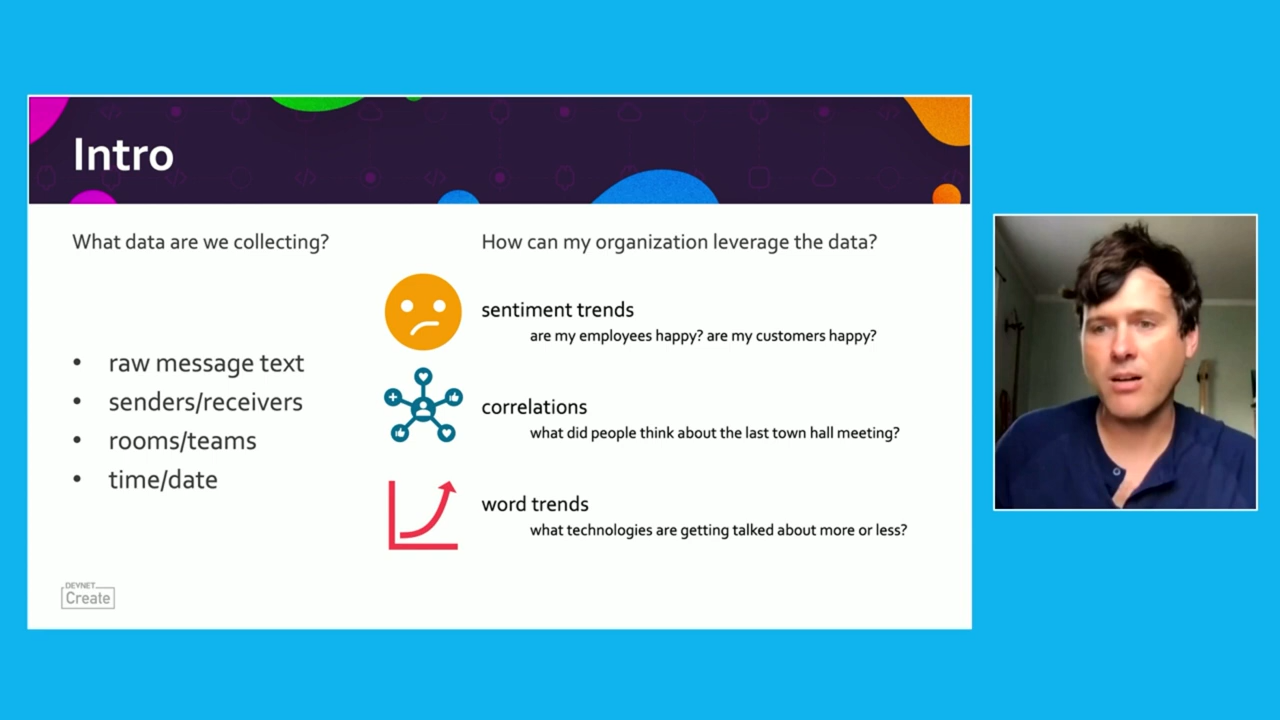 Intro
What data are we collecting?
• raw message text
• senders/receivers
• rooms/teams
• time/date
How can my organization leverage the data?
sentiment trends
are my employees happy? are my customers happy?
correlations
what did people think about the last town hall meeting?
word trends
what technologies are getting talked about more or less?
DEVNET
Create